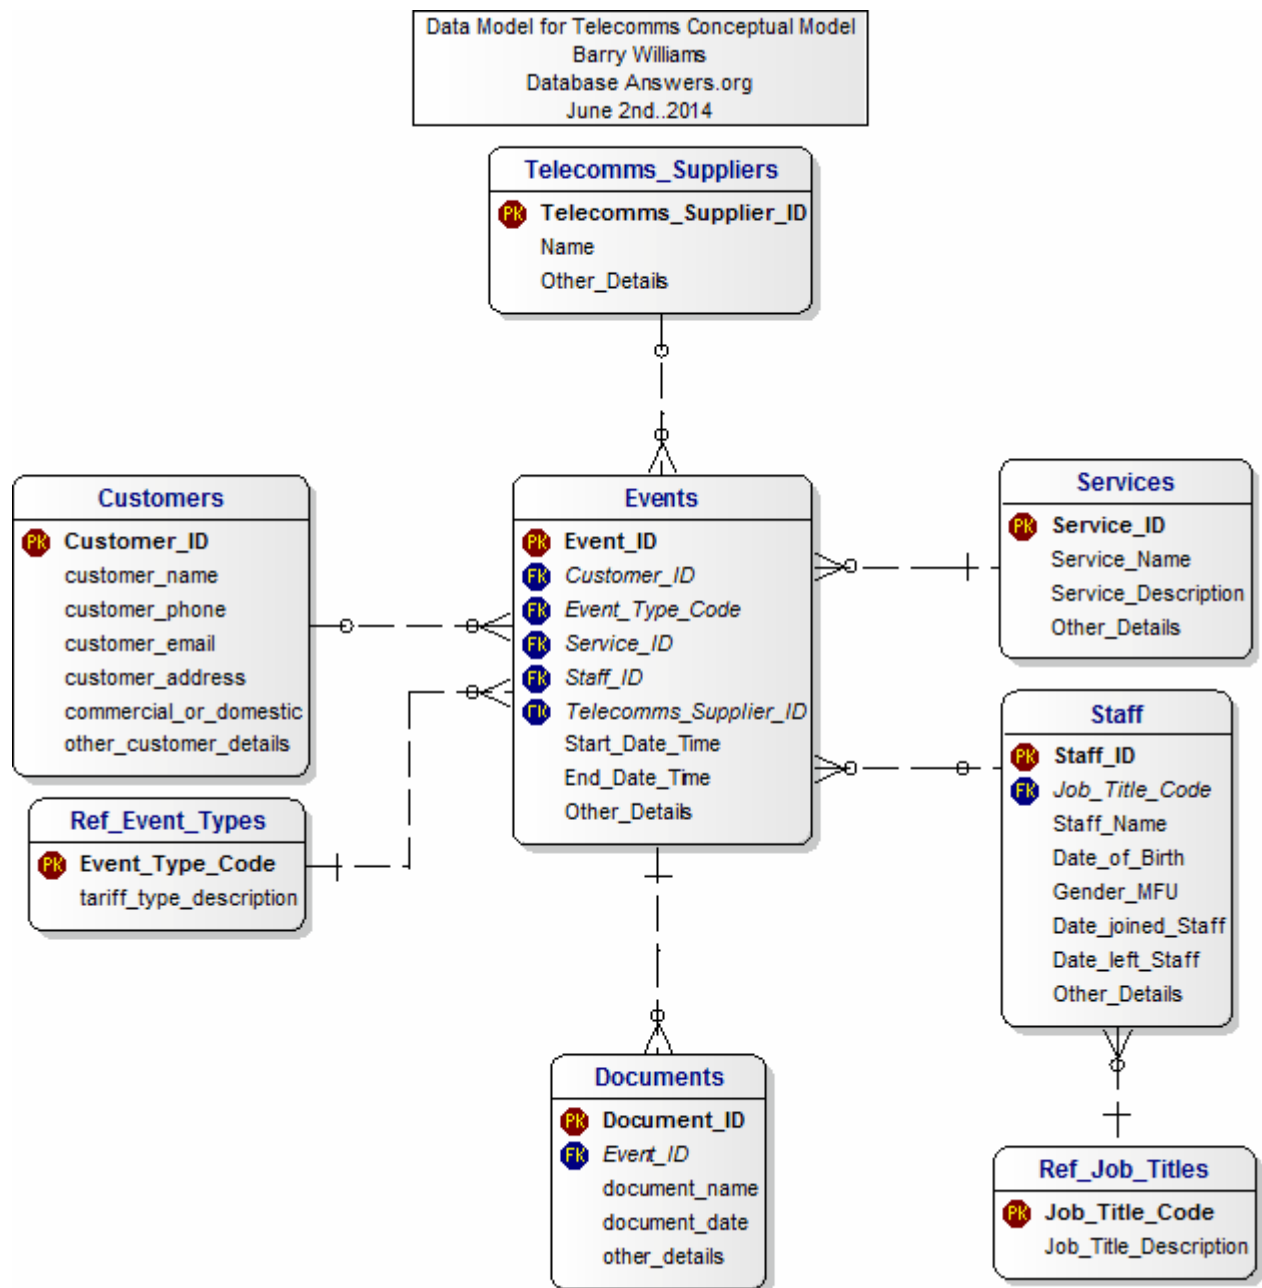 Data Model for Telecomms Conceptual Model
Barry Williams
Database Answers.org
June 2nd..2014
Telecomms_Suppliers
PK Telecomms_Supplier_ID
Name
Other_Details
Customers
PK Customer_ID
customer_name
customer_phone
customer_email
customer_address
commercial_or_domestic
other_customer_details
Ref_Event_Types
PK Event_Type_Code
tariff_type_description
Events
PK Event_ID
FK Customer_ID
FK Event_Type_Code
FK Service_ID
FK Staff_ID
FK Telecomms_Supplier_ID
Start_Date_Time
End_Date_Time
Other_Details
Services
PK Service_ID
Service_Name
Service_Description
Other_Details
Staff
PK Staff_ID
FK Job_Title_Code
Staff_Name
Date_of_Birth
Gender_MFU
Date_joined_Staff
Date_left_Staff
Other_Details
Documents
PK Document_ID
FK Event_ID
document_name
document_date
other_details
Ref_Job_Titles
PK Job_Title_Code
Job_Title_Description